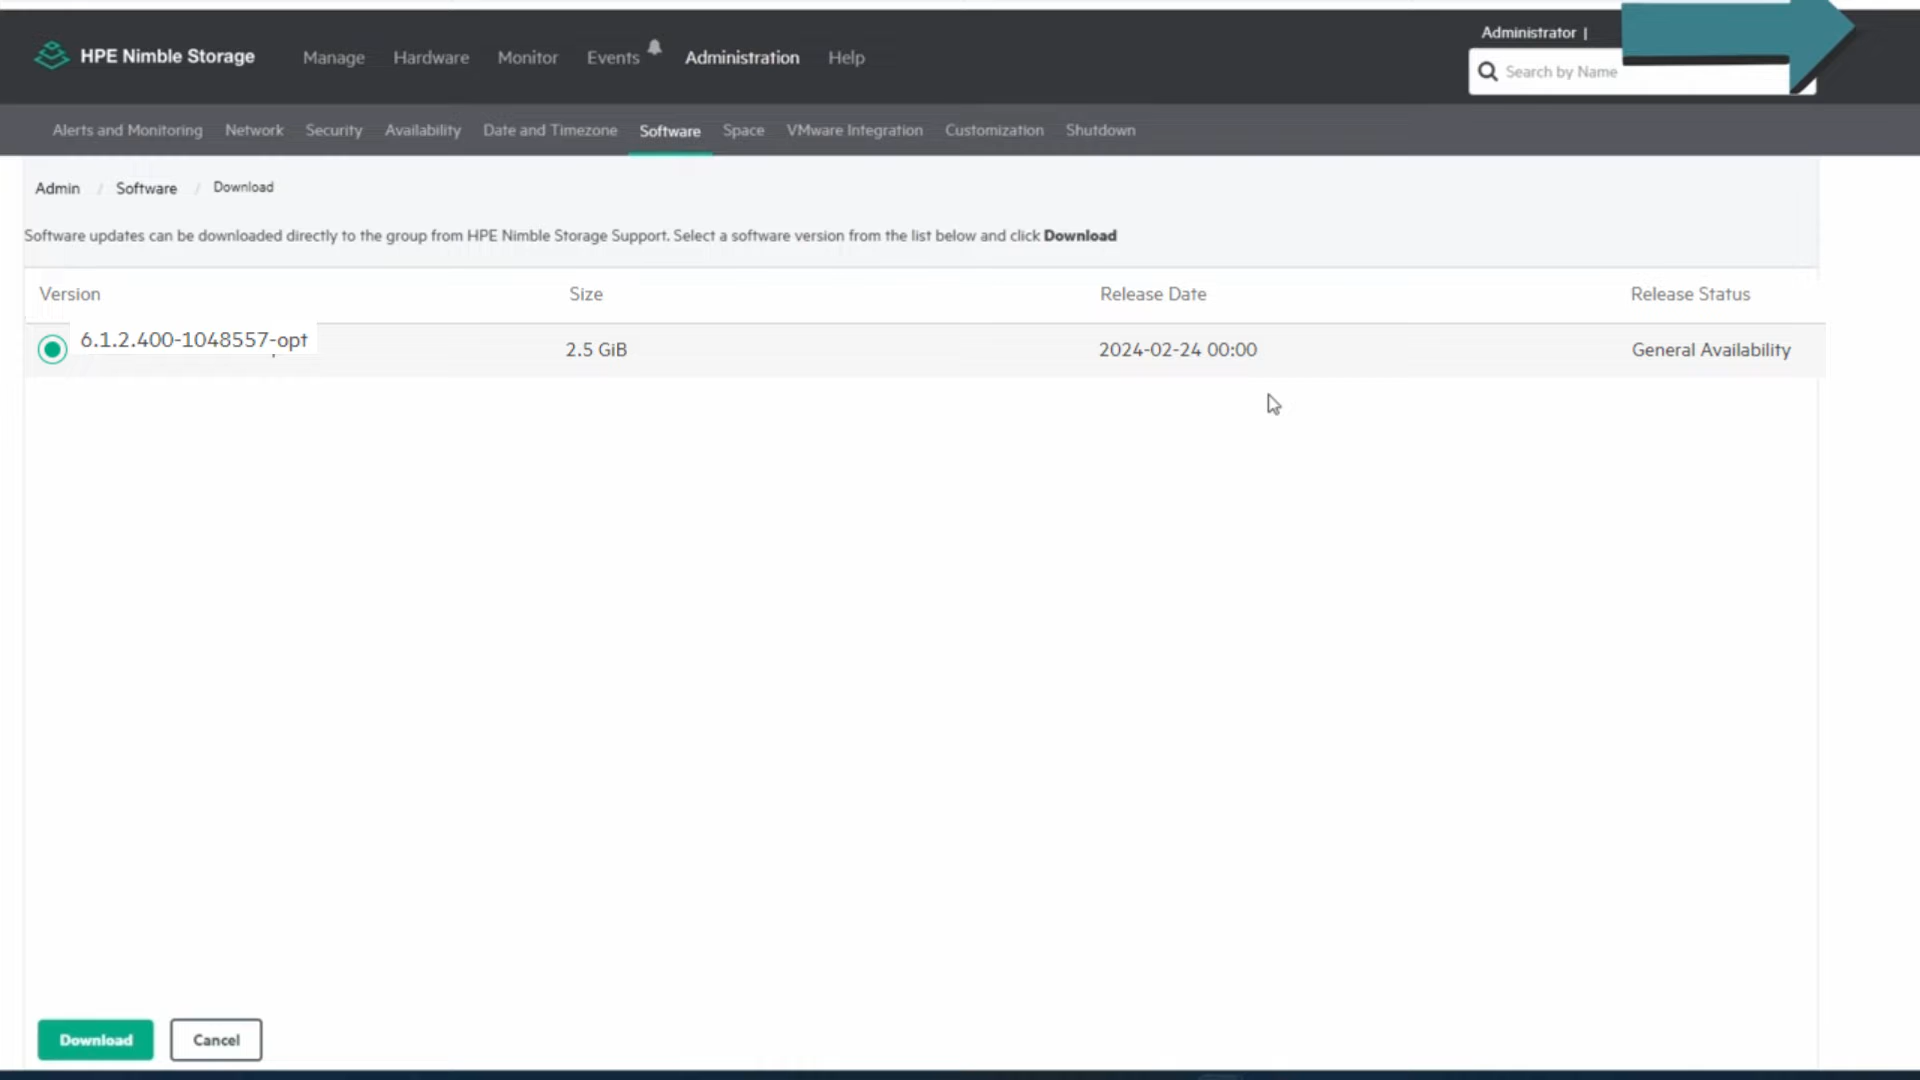 HPE Nimble Storage Manage Hardware Monitor Events Administration Help
Administrator |
Search by Name
Alerts and Monitoring Network Security Availability Date and Timezone Software Space VMware Integration Customization Shutdown
Admin / Software / Download
Software updates can be downloaded directly to the group from HPE Nimble Storage Support. Select a software version from the list below and click Download
Version Size Release Date Release Status
6.1.2.400-1048557-opt 2.5 GiB 2024-02-24 00:00 General Availability
Download Cancel